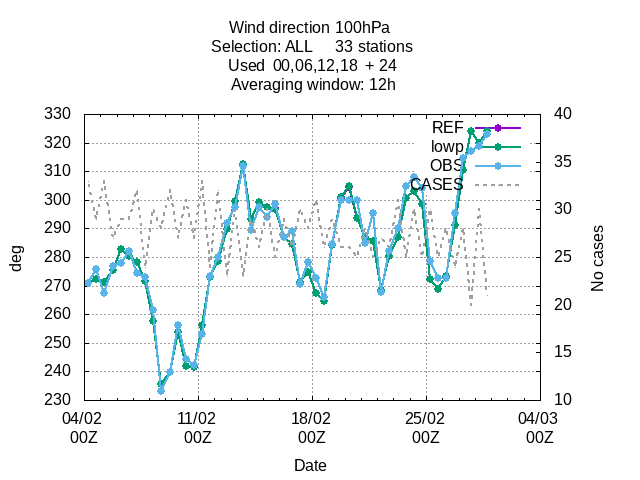 Wind direction 100hPa
Selection: ALL 33 stations
Used 00,06,12,18 + 24
Averaging window: 12h
330 40
REF
320
lowp
35
OBS
310
CASES
300 30
290
280
25
270
260
20
250
15
240
230 10
deg
No cases
04/02 11/02 18/02 25/02 04/03
00Z 00Z 00Z 00Z 00Z
Date